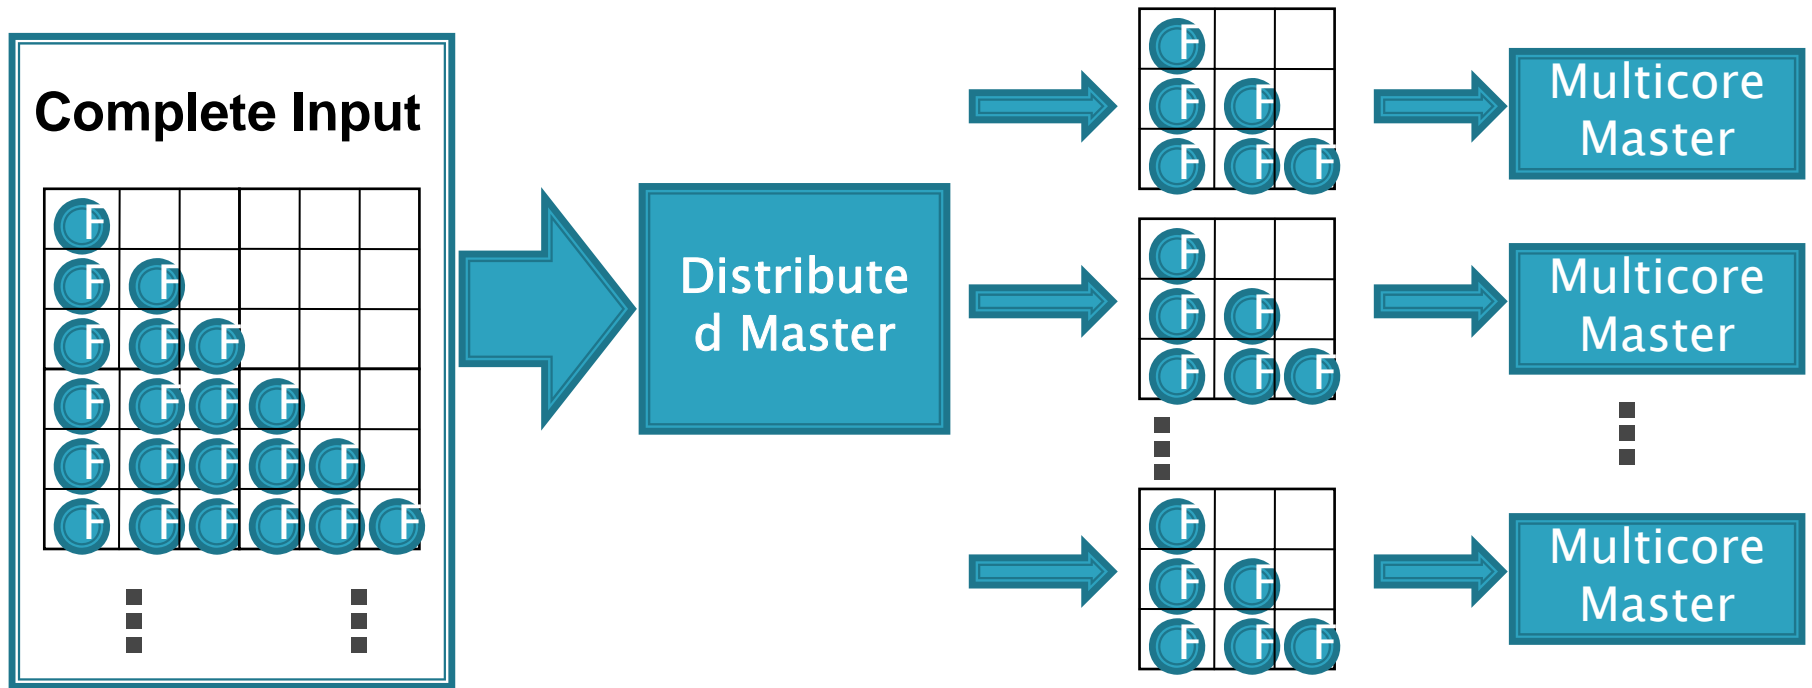 Complete Input
F
F F
F F F
F F F F
F F F F F
F F F F F F
Distribute
d Master
F
F F
F F F
Multicore
Master
F
F F
F F F
Multicore
Master
F
F F
F F F
Multicore
Master